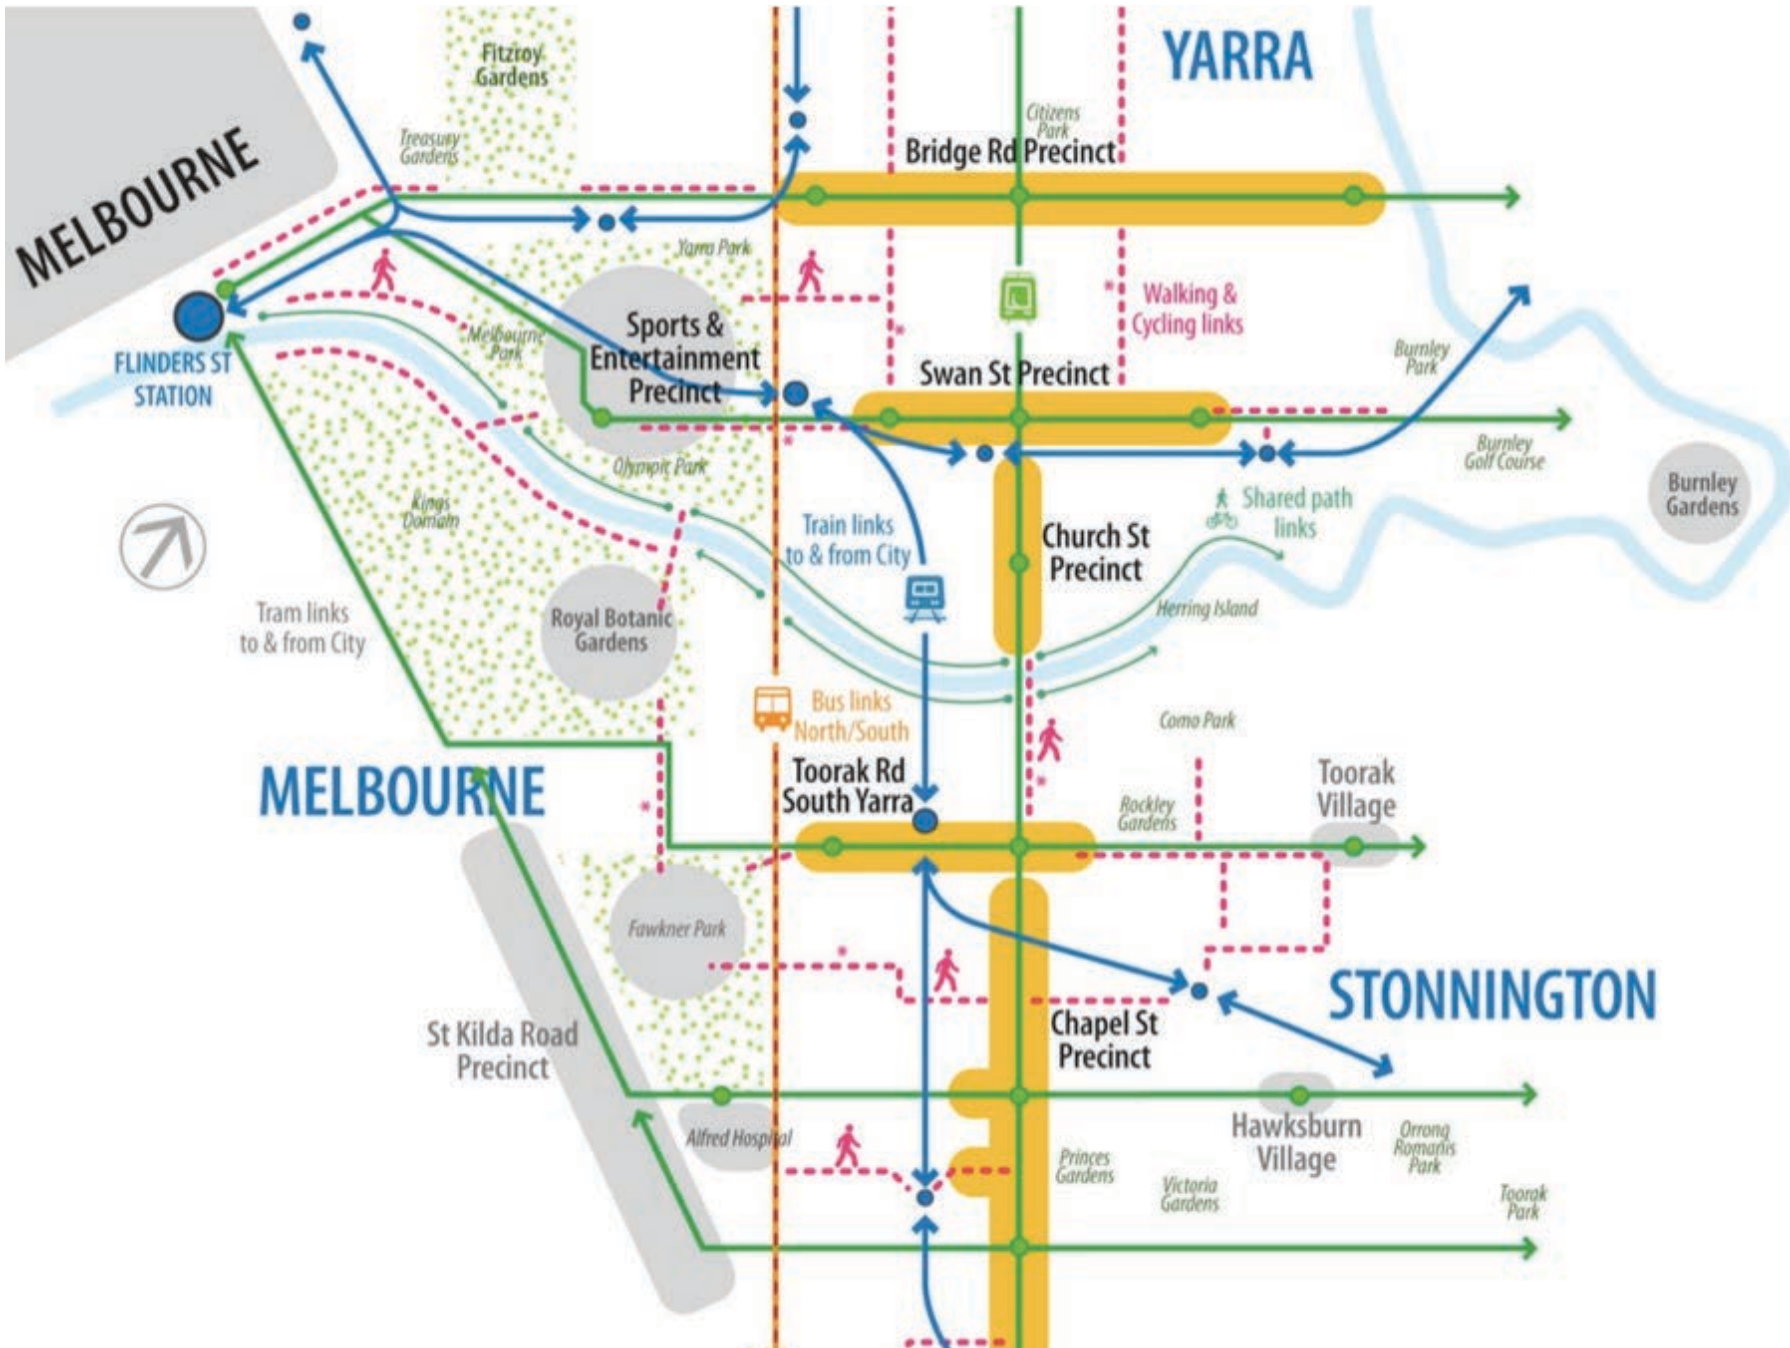 YARRA
Fitzroy
Gardens
Citizens
Park
Treasury
Gardens
Bridge Rd Precinct
MELBOURNE
Yarra Park
Walking &
Cycling links
*
*
Sports &
Entertainment
Precinct
Melbourne
Park
Burnley
Park
FLINDERS ST
STATION
Swan St Precinct
*
Burnley
Golf Course
Olympic Park
Kings
Domain
Burnley
Gardens
Shared path
links
Train links
to & from City
Church St
Precinct
Herring Island
Tram links
to & from City
Royal Botanic
Gardens
Bus links
North/South
Como Park
MELBOURNE
Toorak Rd
South Yarra
*
*
Rockley
Gardens
Toorak
Village
Fawkner Park
*
STONNINGTON
St Kilda Road
Precinct
Chapel St
Precinct
Alfred Hospital
Hawksburn
Village
Orrong
Romanis
Park
Princes
Gardens
Victoria
Gardens
Toorak
Park